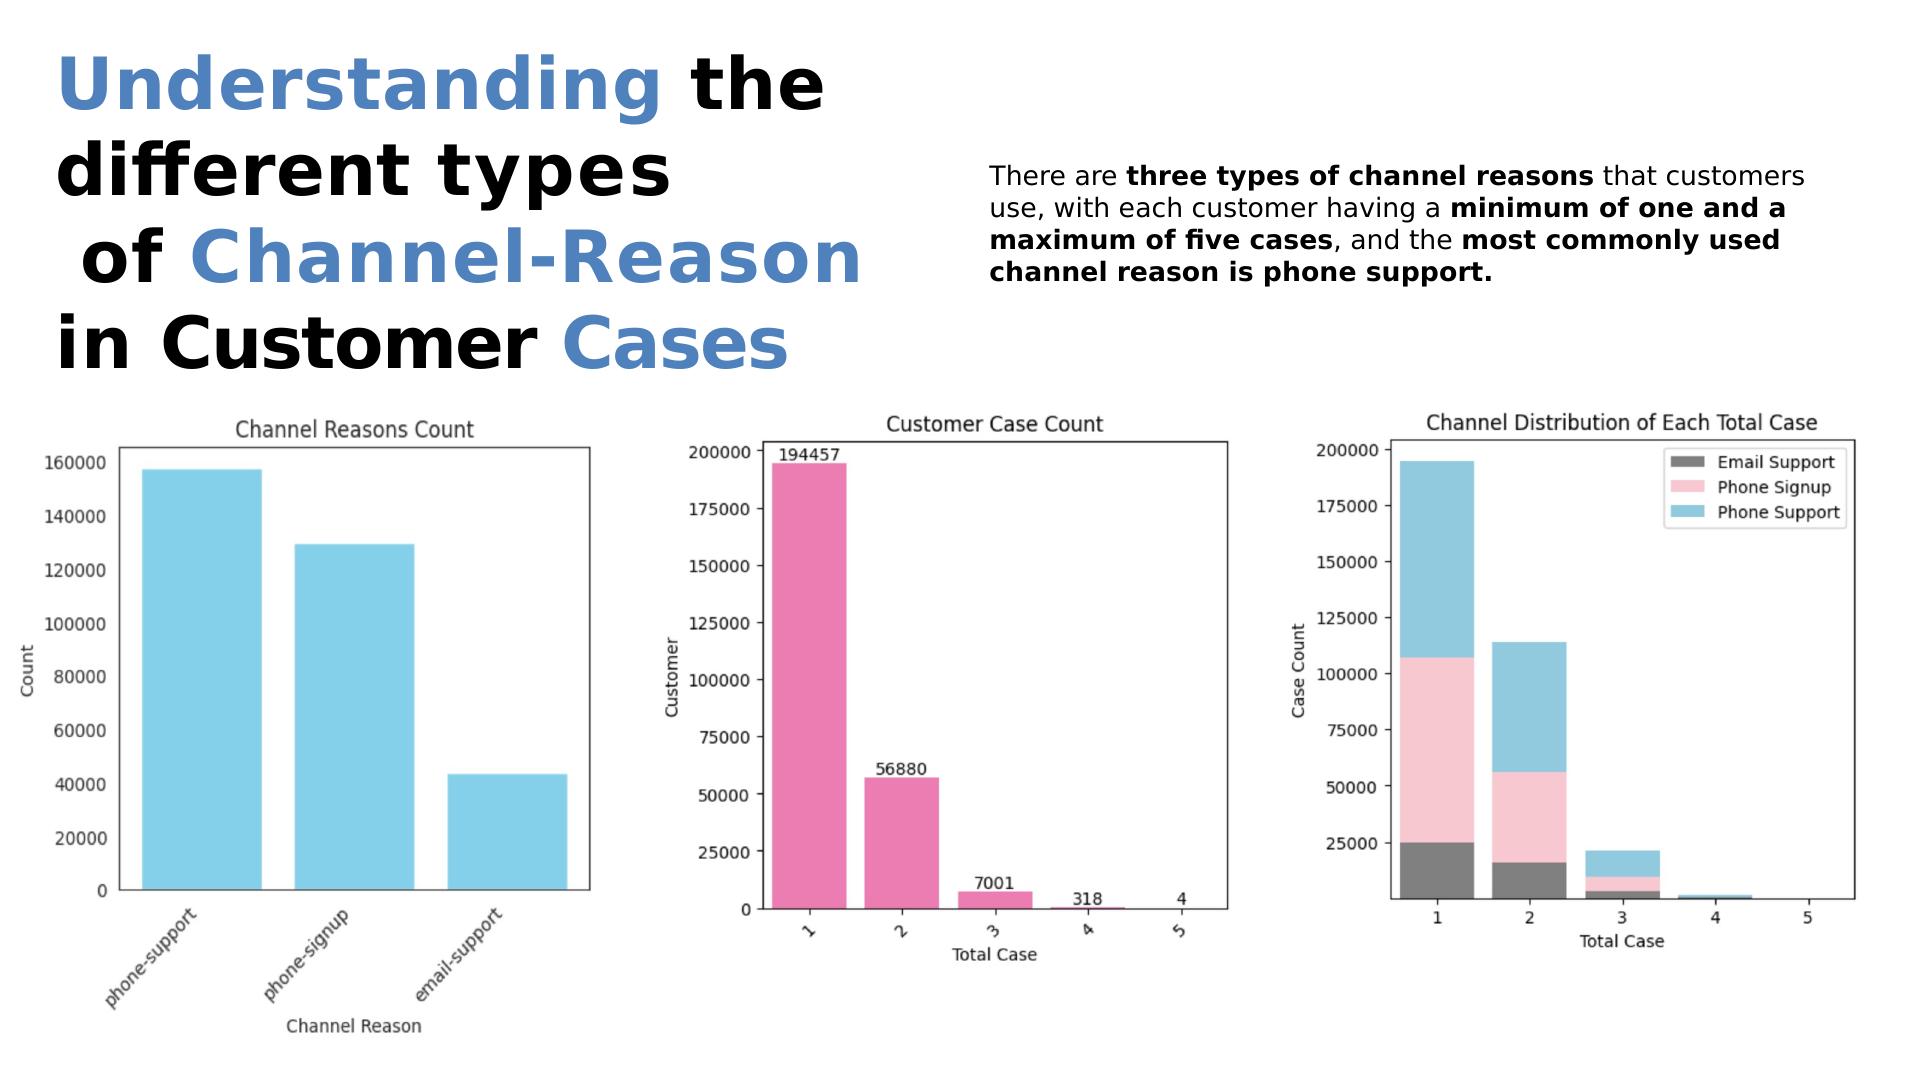 Understanding the
different types
of Channel-Reason
in Customer Cases
There are three types of channel reasons that customers
use, with each customer having a minimum of one and a
maximum of five cases, and the most commonly used
channel reason is phone support.
Channel Reasons Count
160000
140000
120000
100000
80000
60000
40000
20000
0
Count
phone-support
phone-signup
email-support
Channel Reason
Customer Case Count
200000
175000
150000
125000
100000
75000
50000
25000
0
Customer
194457
56880
7001
318
4
1 2 3 4 5
Total Case
Channel Distribution of Each Total Case
200000
175000
150000
125000
100000
75000
50000
25000
Case Count
Email Support
Phone Signup
Phone Support
1 2 3 4 5
Total Case